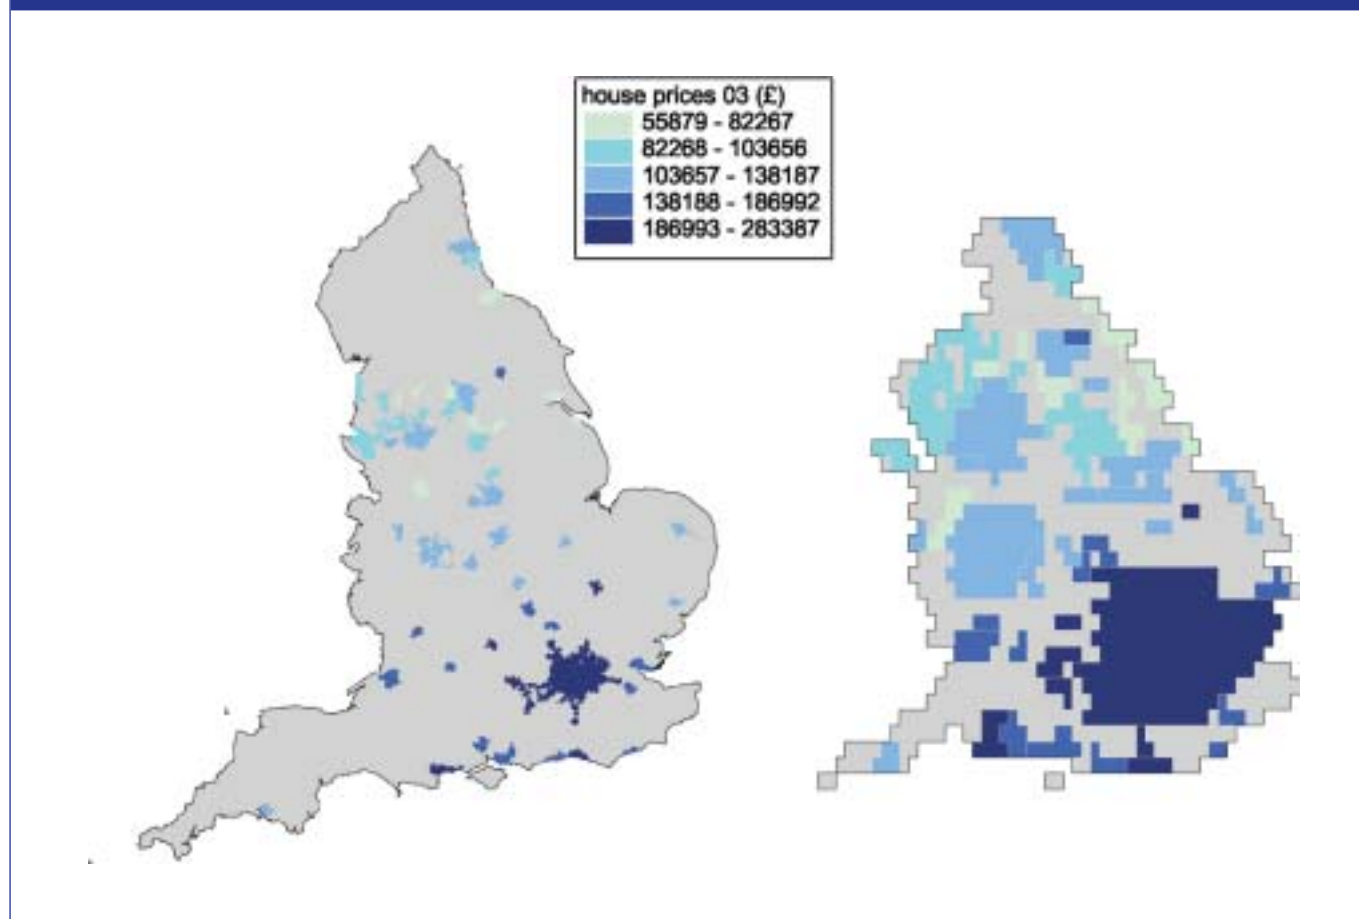 house prices 03 (£)
55879 - 82267
82268 - 103656
103657 - 138187
138188 - 186992
186993 - 283387